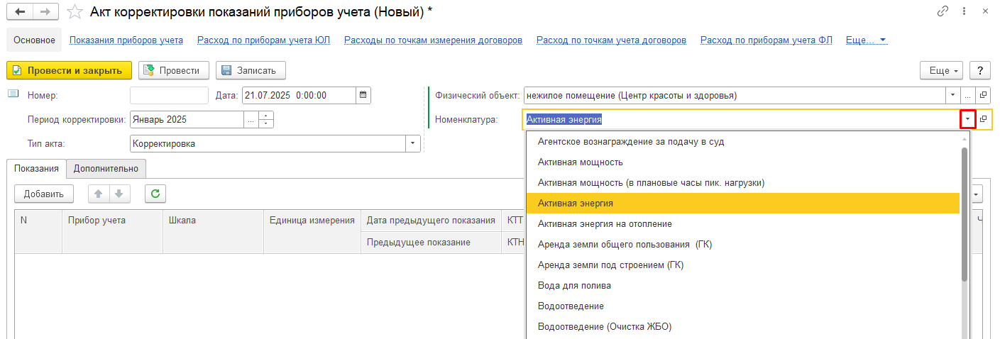 Акт корректировки показаний приборов учета (Новый) *
Основное Показания приборов учета Расход по приборам учета ЮЛ Расходы по точкам измерения договоров Расход по точкам учета договоров Расход по приборам учета ФЛ Еще...
Провести и закрыть Провести Записать Еще ?
Номер: Дата: 21.07.2025 0:00:00 Физический объект: нежилое помещение (Центр красоты и здоровья) ...
Период корректировки: Январь 2025 ... Номенклатура: Активная энергия
Тип акта: Корректировка
Агентское вознаграждение за подачу в суд
Активная мощность
Активная мощность (в плановые часы пик. нагрузки)
Активная энергия
Активная энергия на отопление
Аренда земли общего пользования (ГК)
Аренда земли под строением (ГК)
Вода для полива
Водоотведение
Водоотведение (Очистка ЖБО)
Показания Дополнительно
Добавить
N Прибор учета Шкала Единица измерения Дата предыдущего показания КТТ Ч
Предыдущее показание КТН